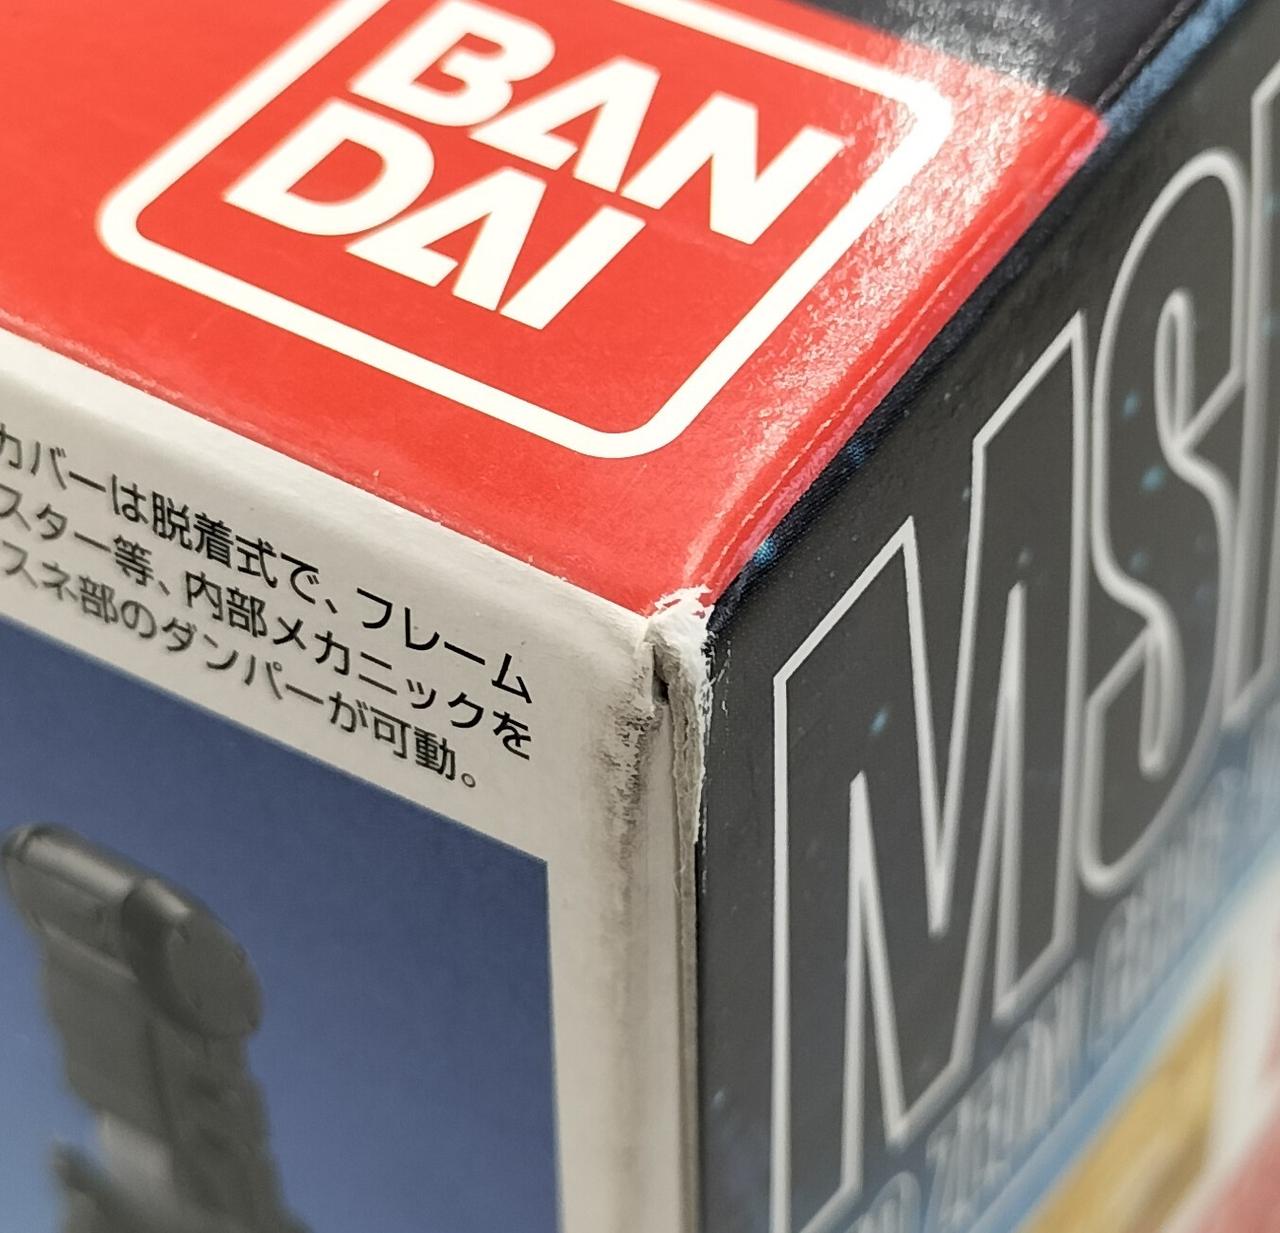 BAN
DAI
カバーは脱着式で、フレーム
スター等、内部メカニックを
スネ部のダンパーが可動。
MS